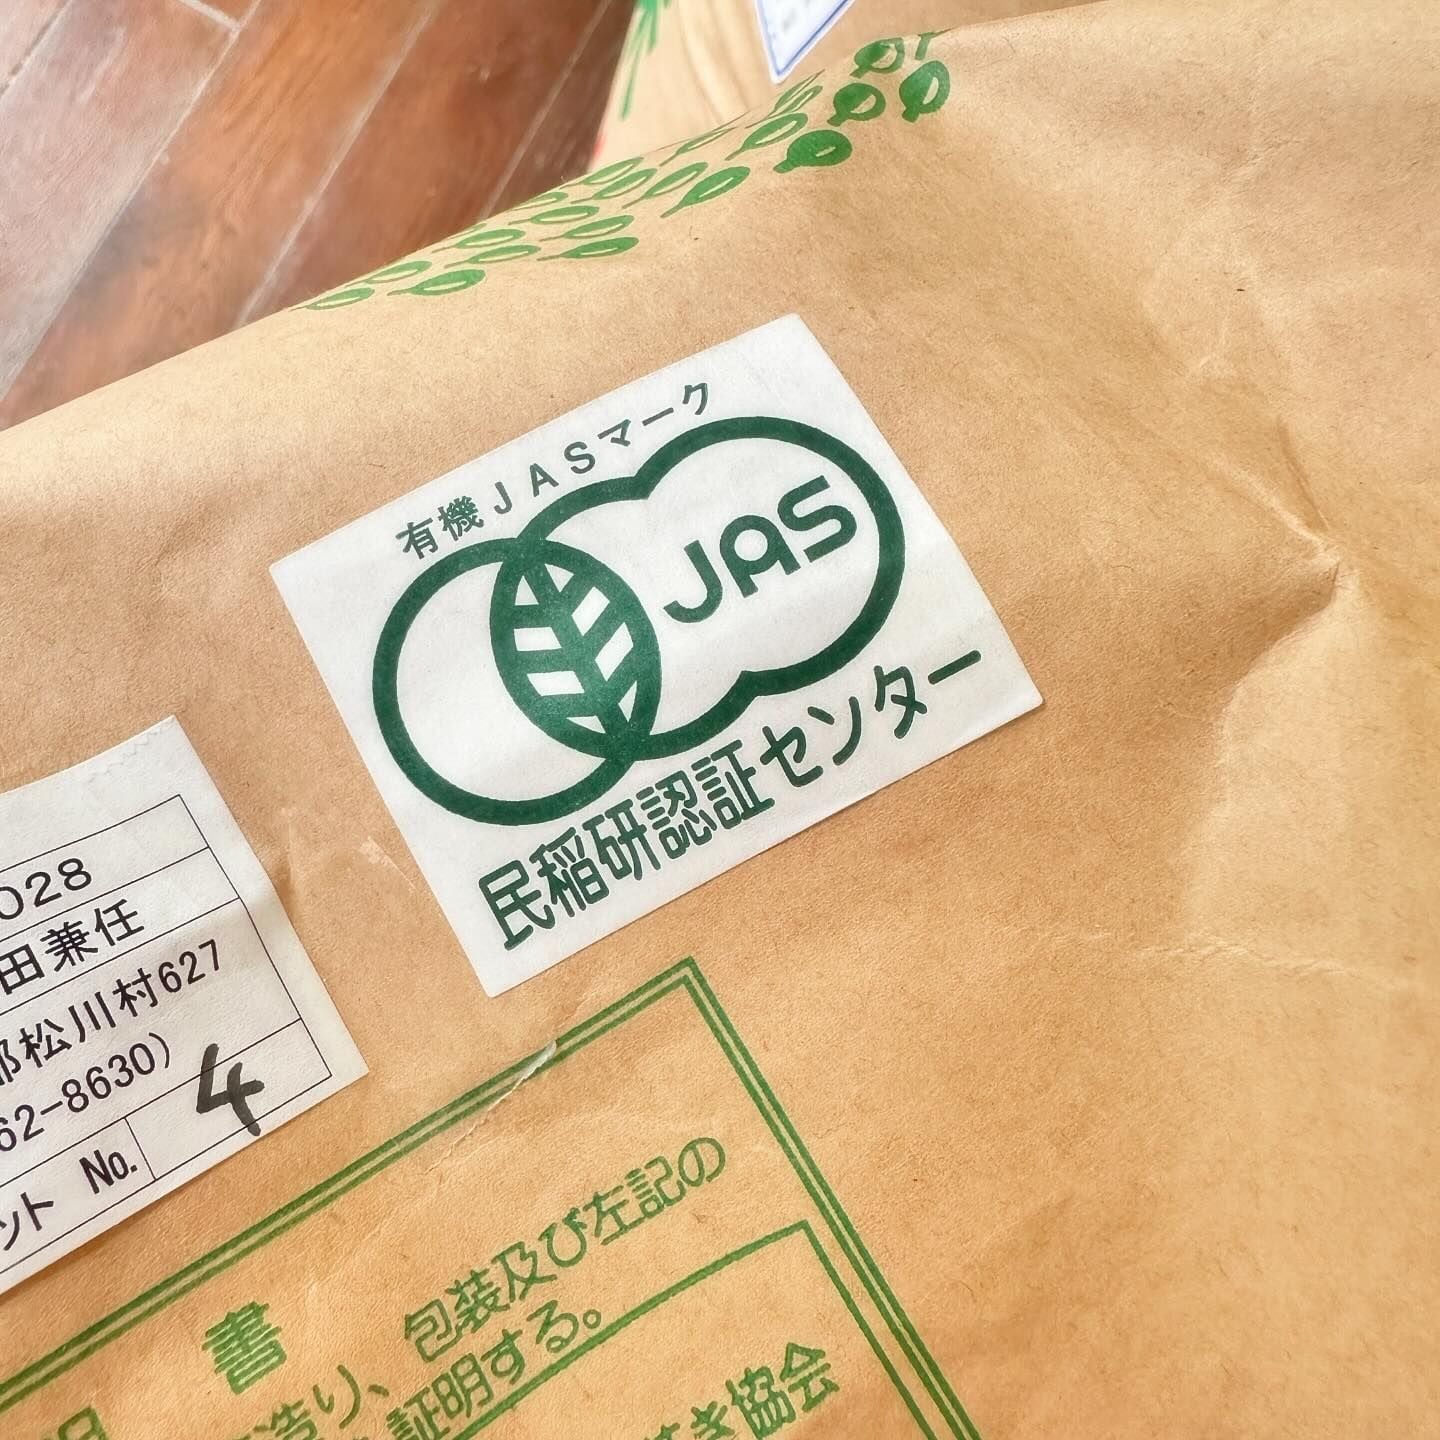 有機JASマーク
JAS
民稲研認証センター
028
田兼任
郡松川村627
62-8630)
ット No. 4
書
造り、包装及び左記の
証明する。
協会